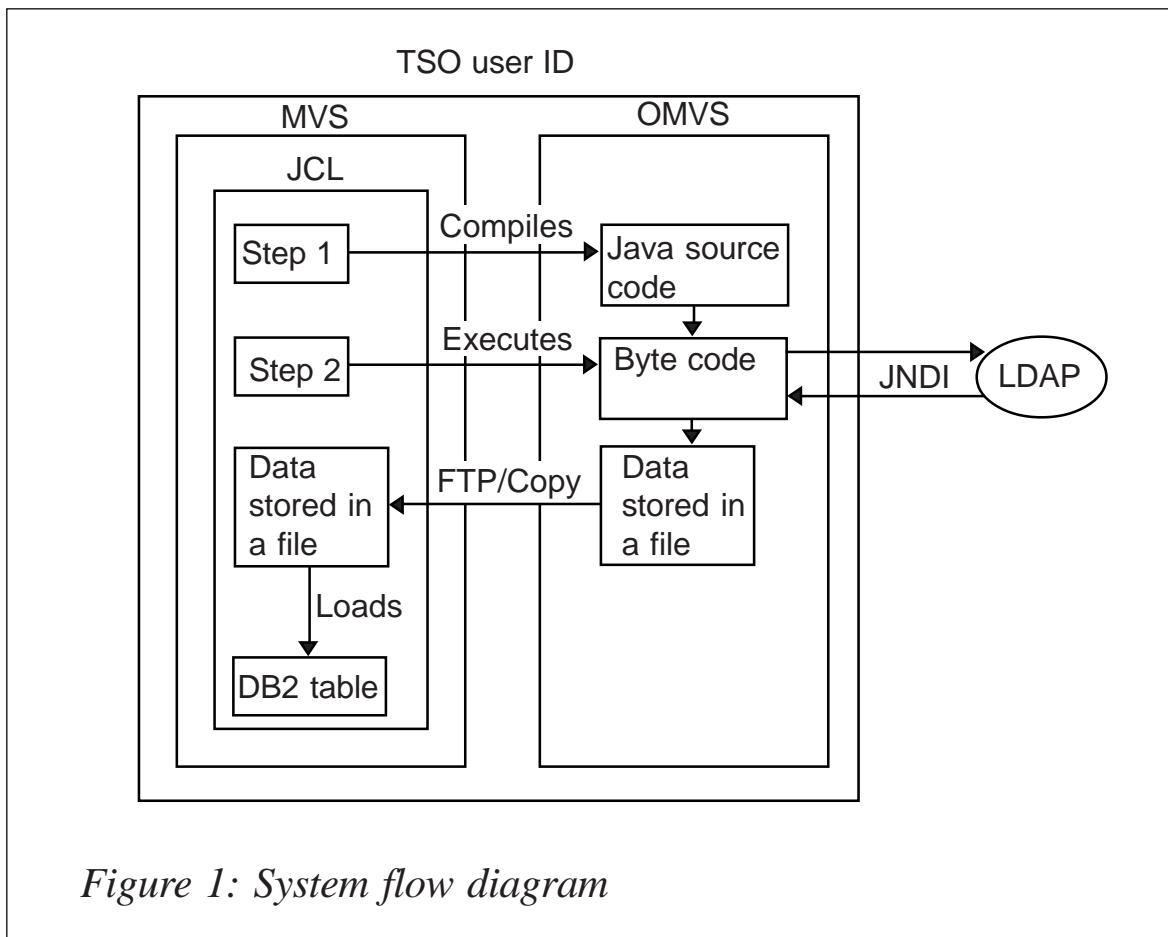 TSO user ID
MVS
OMVS
JCL
Step 1
Compiles
Java source
code
Step 2
Executes
Byte code
JNDI
LDAP
Data
stored in
a file
FTP/Copy
Data
stored in
a file
Loads
DB2 table
Figure 1: System flow diagram